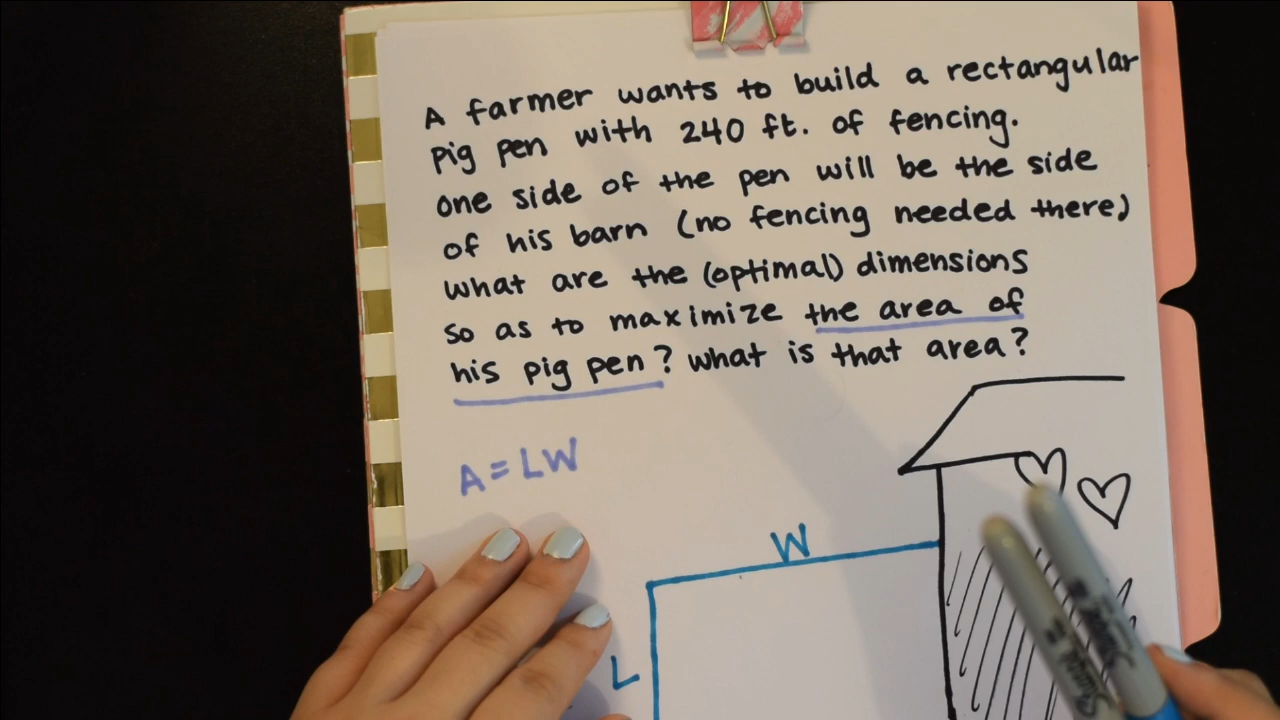 A farmer wants to build a rectangular
pig pen with 240 ft. of fencing.
one side of the pen will be the side
of his barn (no fencing needed there)
what are the (optimal) dimensions
so as to maximize the area of
his pig pen? what is that area?
A=LW
W
L